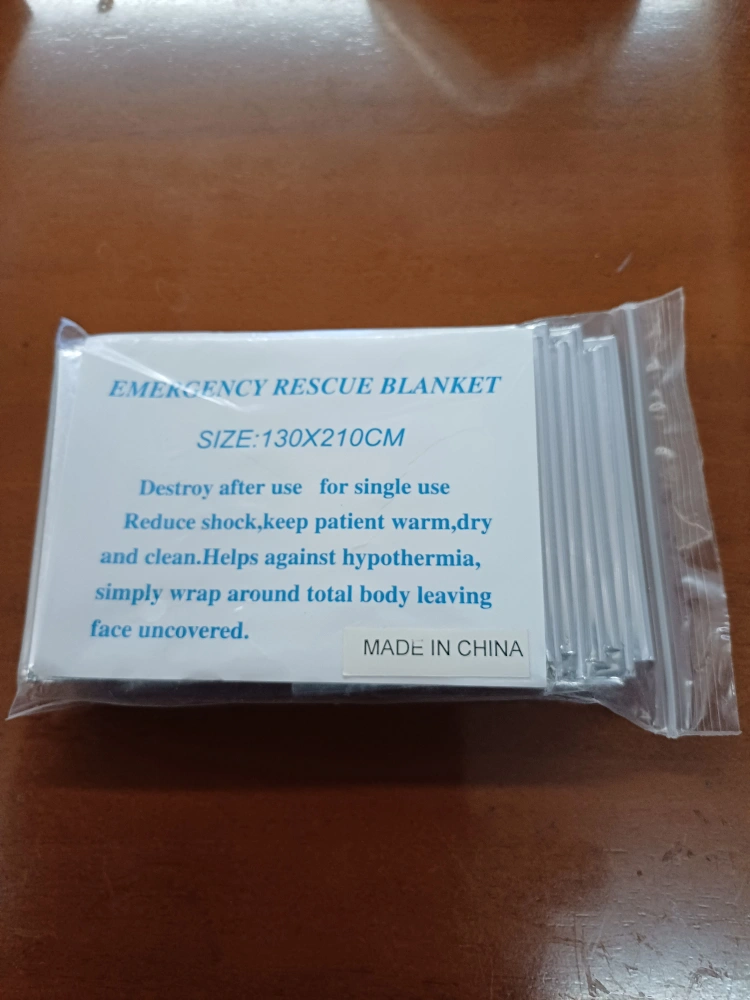 EMERGENCY RESCUE BLANKET
SIZE:130X210CM
Destroy after use for single use
Reduce shock,keep patient warm,dry
and clean.Helps against hypothermia,
simply wrap around total body leaving
face uncovered.
MADE IN CHINA